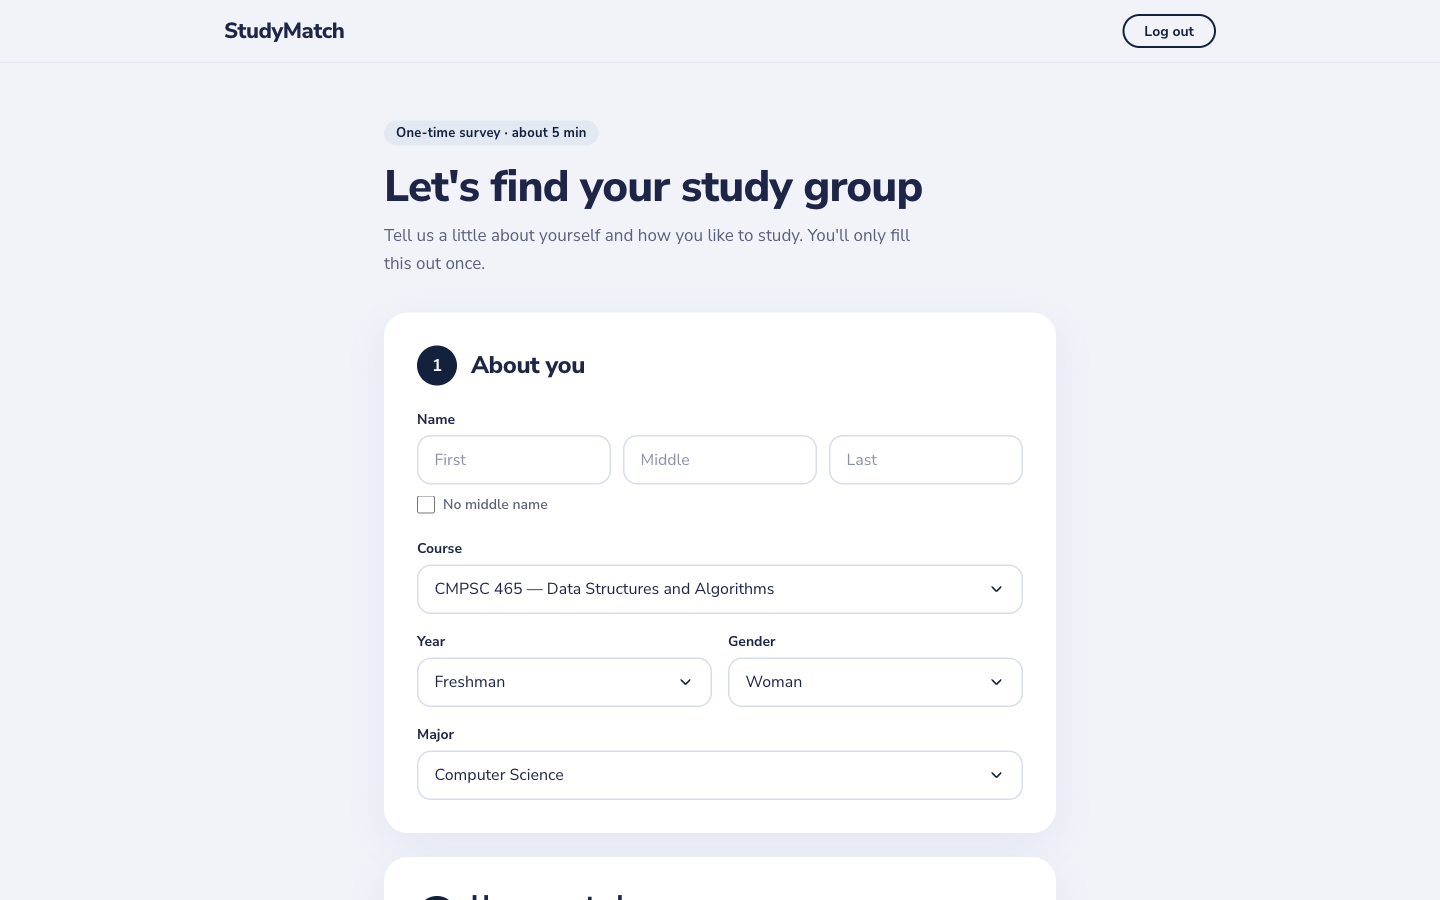 StudyMatch
Log out
One-time survey · about 5 min
Let's find your study group
Tell us a little about yourself and how you like to study. You'll only fill
this out once.
1 About you
Name
First Middle Last
No middle name
Course
CMPSC 465 — Data Structures and Algorithms
Year Gender
Freshman Woman
Major
Computer Science